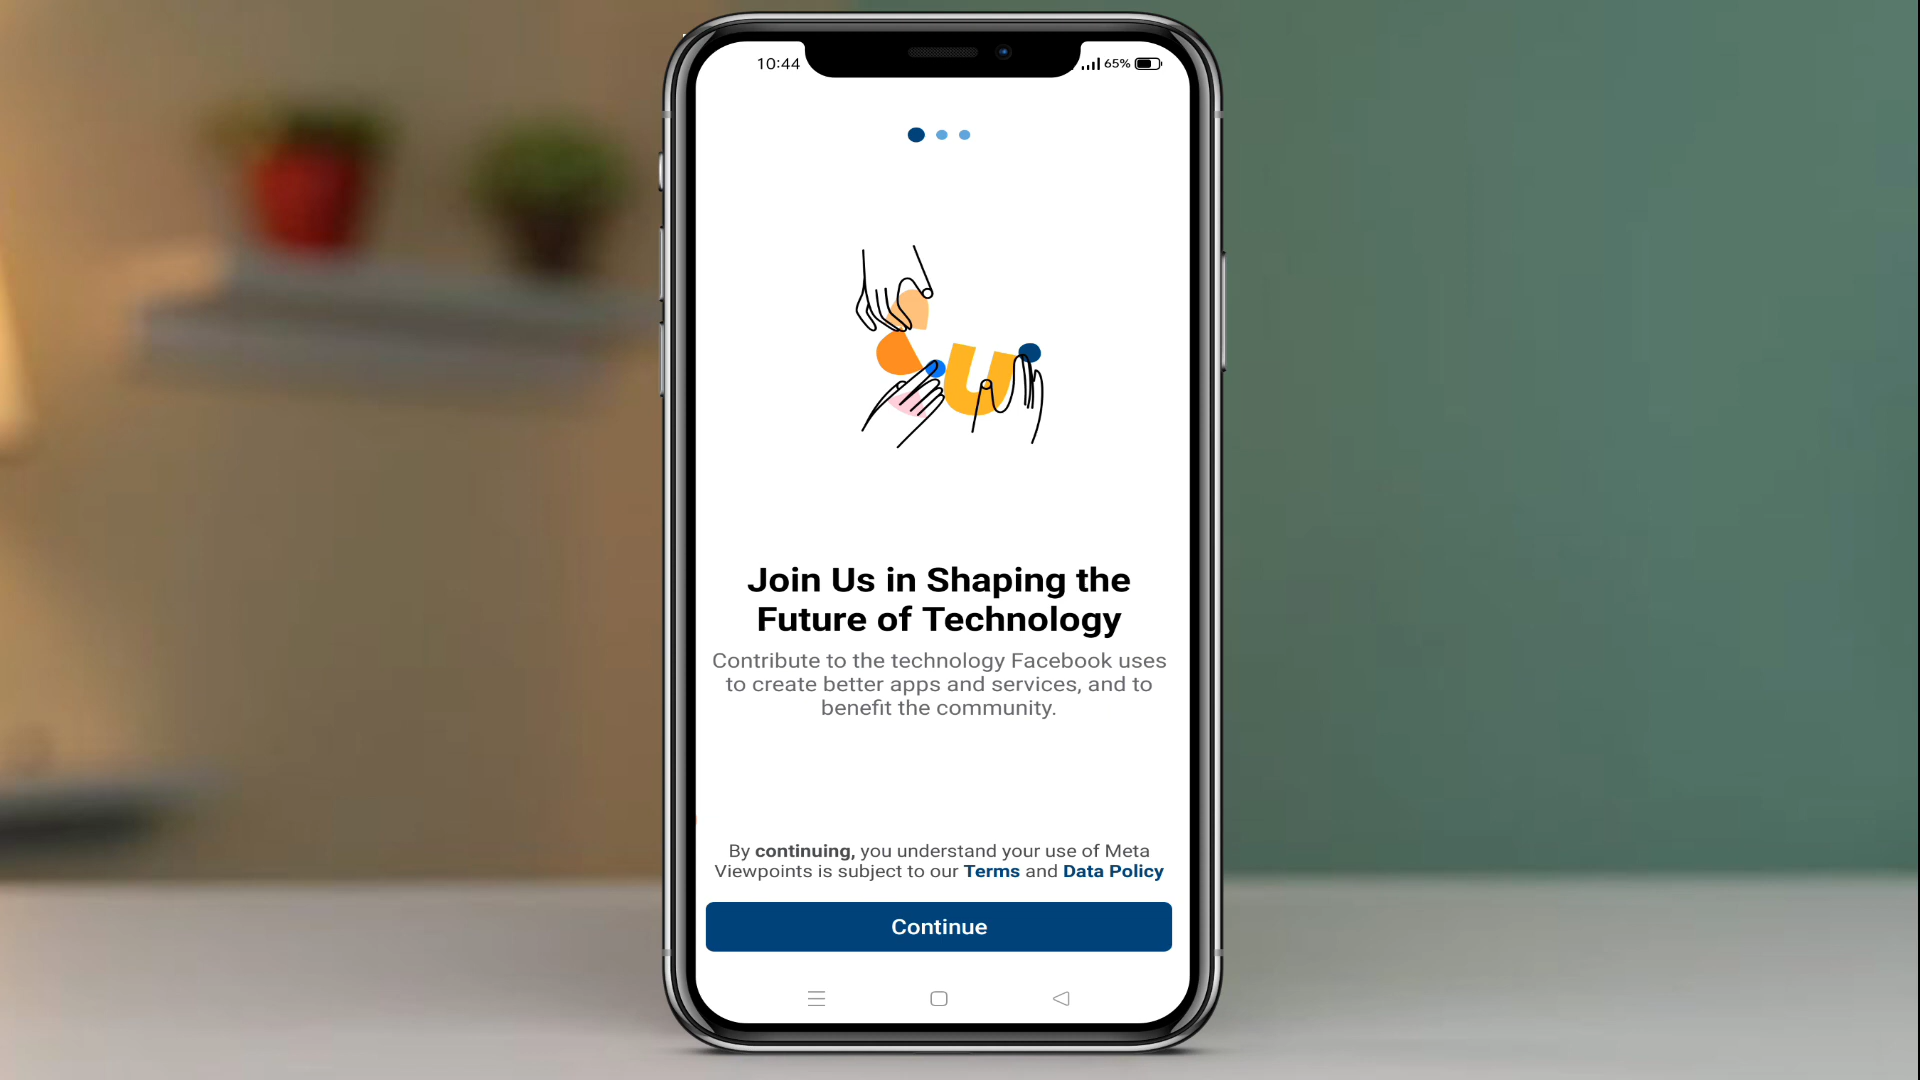 10:44
65%
Join Us in Shaping the
Future of Technology
Contribute to the technology Facebook uses
to create better apps and services, and to
benefit the community.
By continuing, you understand your use of Meta
Viewpoints is subject to our Terms and Data Policy
Continue